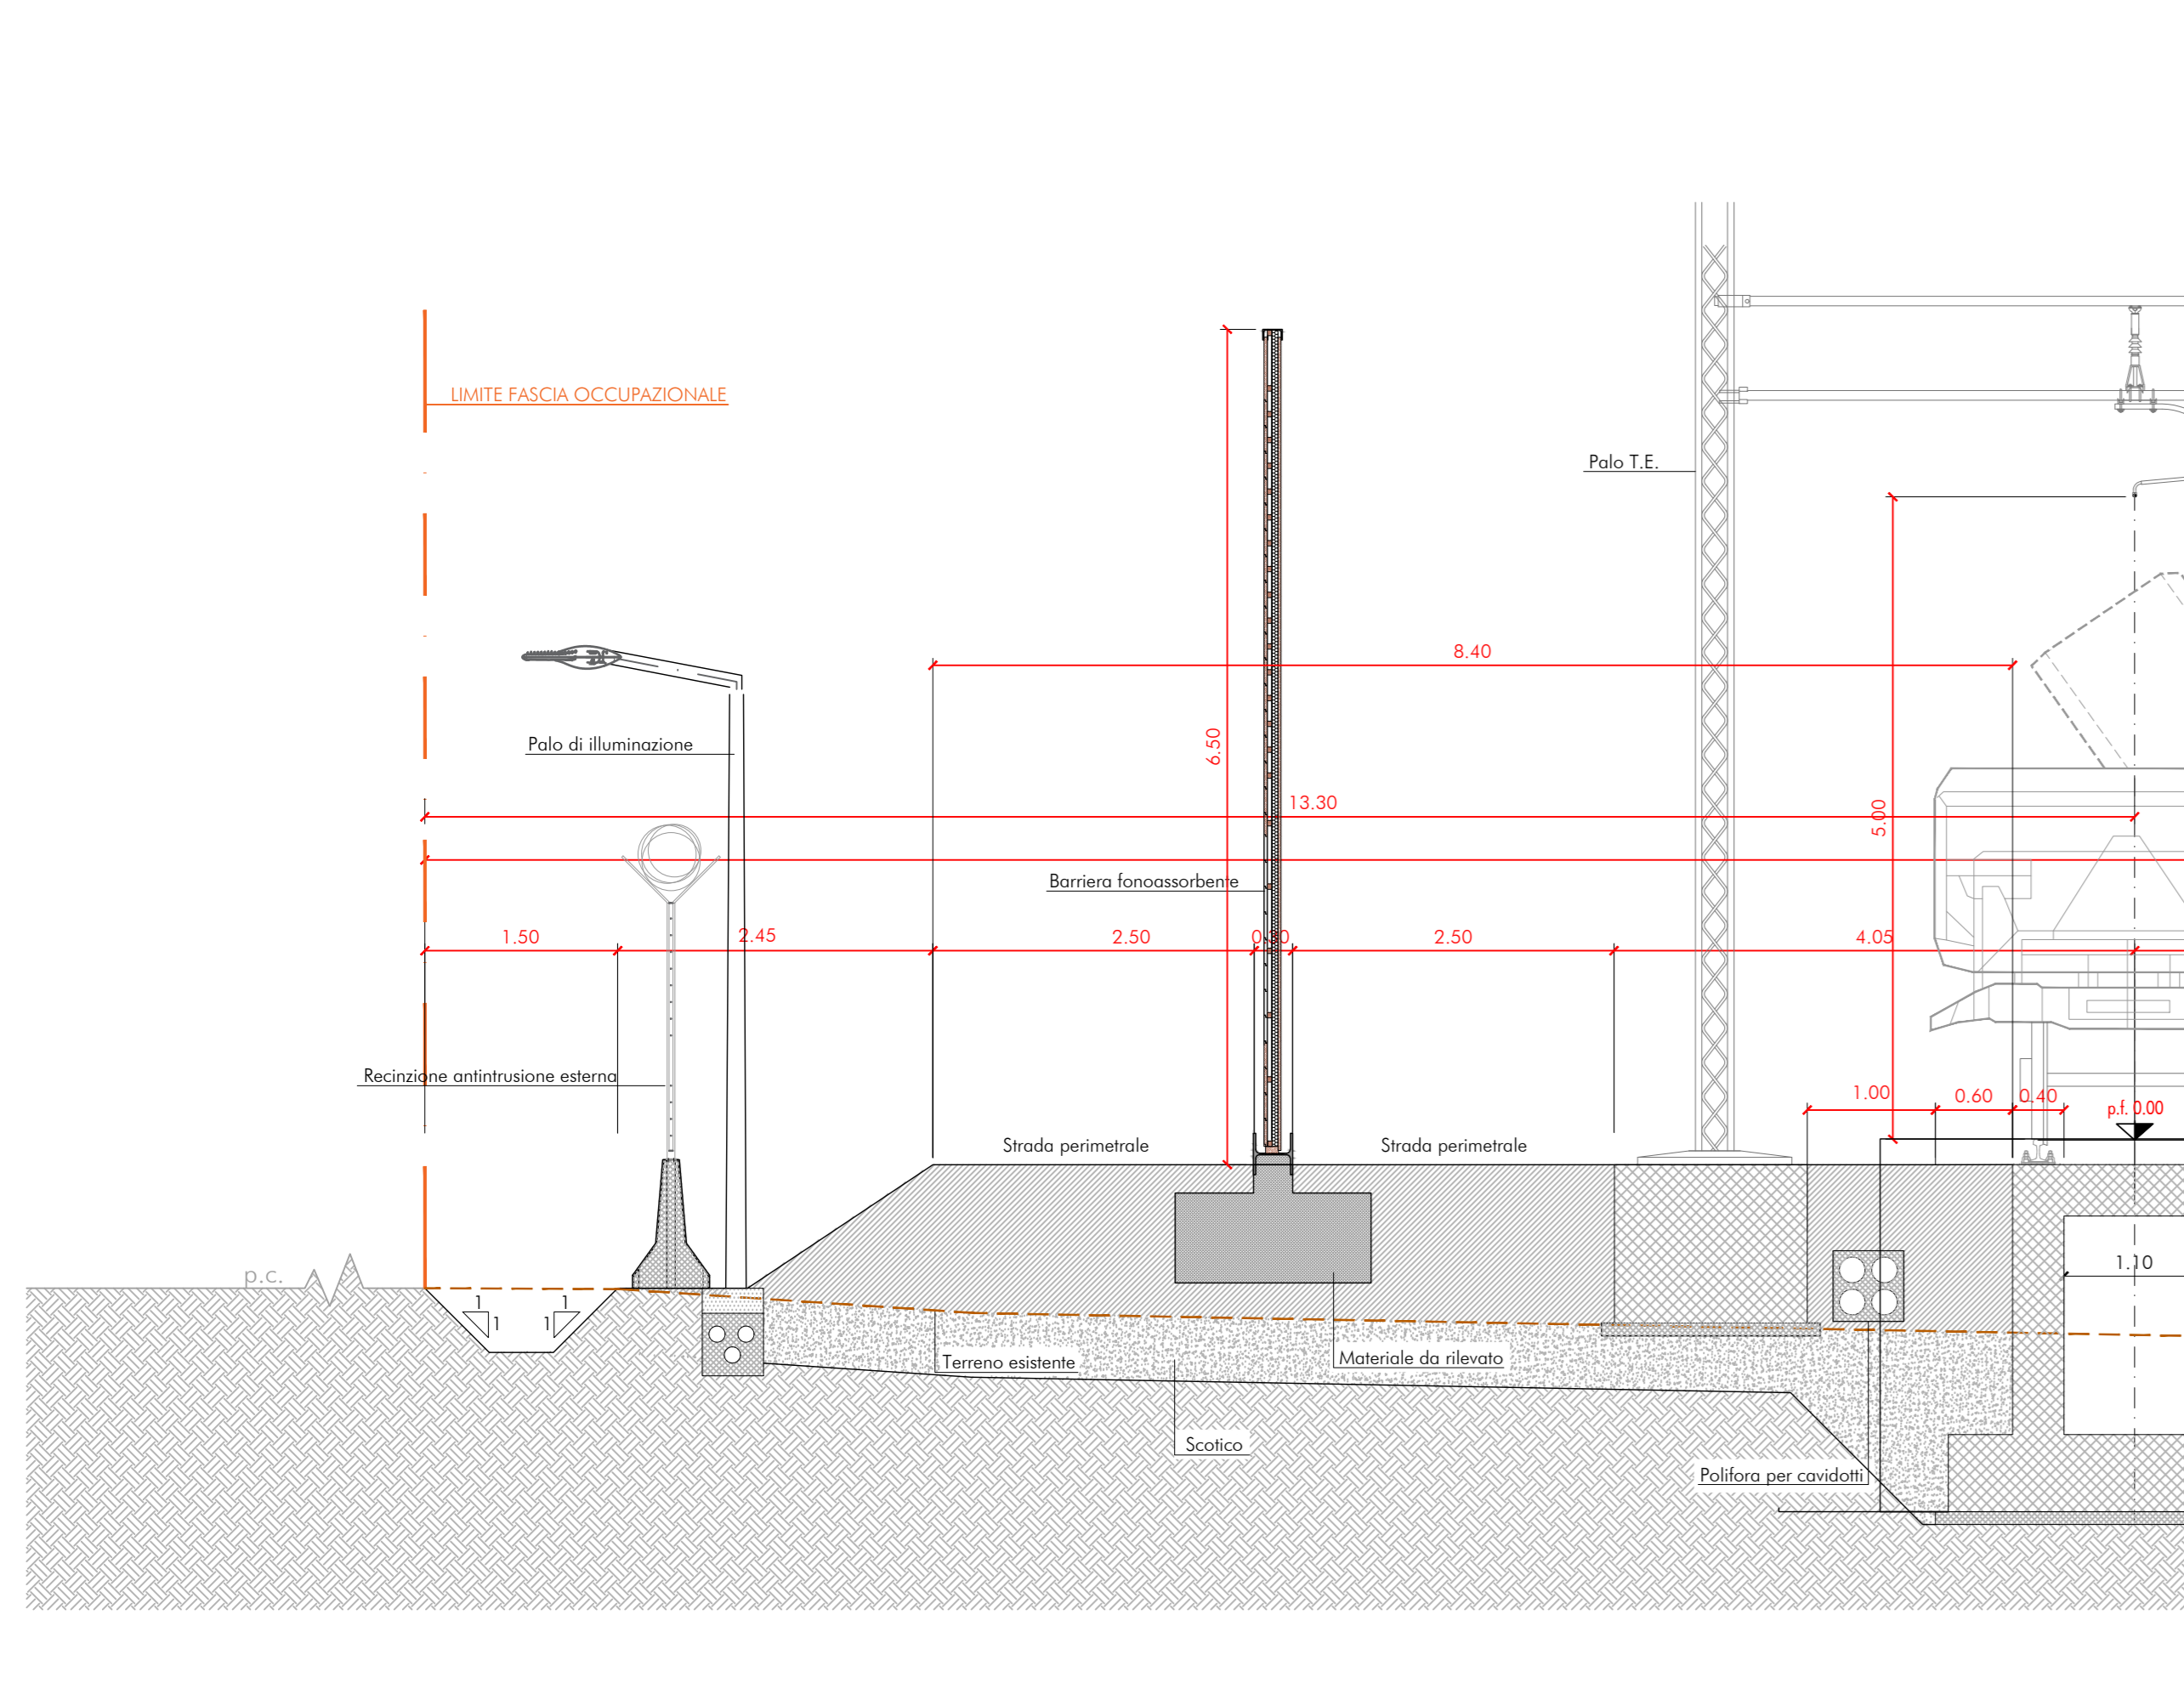 LIMITE FASCIA OCCUPAZIONALE
Palo T.E.
8.40
Palo di illuminazione
6.50
13.30
5.00
Barriera fonoassorbente
1.50
2.45
2.50
0.30
2.50
4.05
Recinzione antintrusione esterna
1.00
0.60
0.40
p.f. 0.00
Strada perimetrale
Strada perimetrale
p.c.
1.10
1
1
1
1
Terreno esistente
Materiale da rilevato
Scotico
Polifora per cavidotti